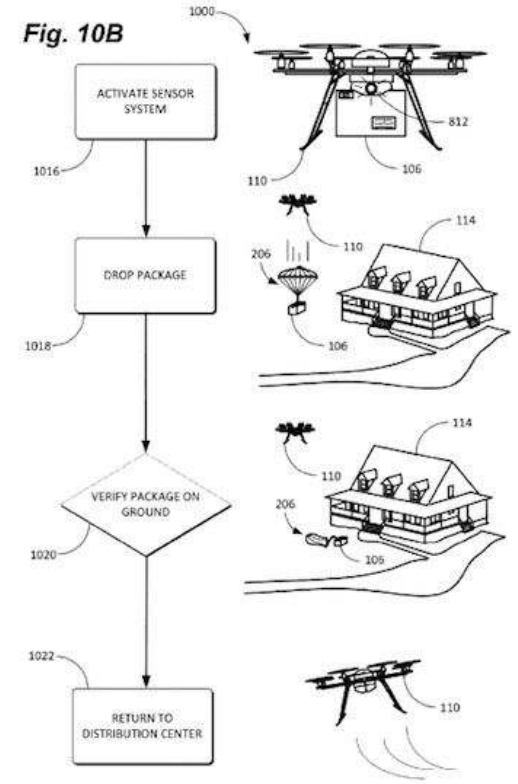 Fig. 10B
1000
ACTIVATE SENSOR
SYSTEM
1016
812
110
106
DROP PACKAGE
1018
110
114
206
106
VERIFY PACKAGE ON
GROUND
1020
114
110
206
106
1022
RETURN TO
DISTRIBUTION CENTER
110